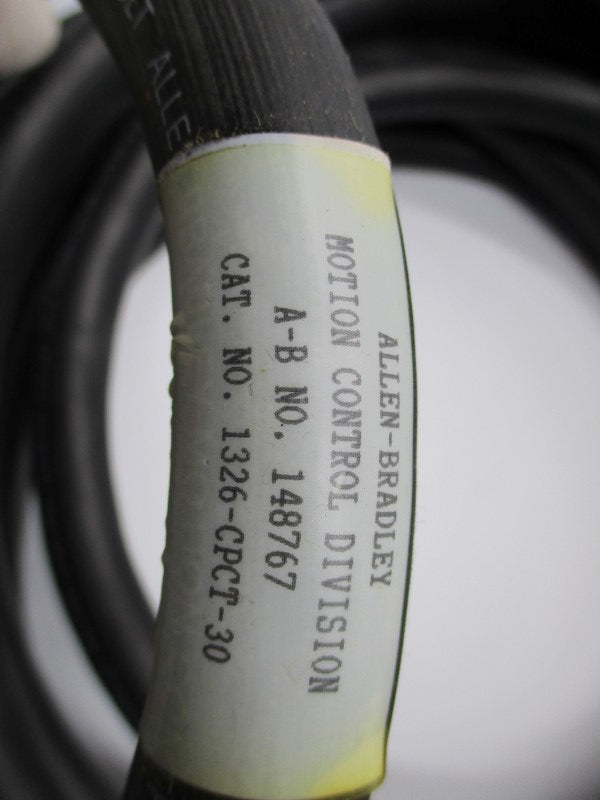 ALLEN-BRADLEY
MOTION CONTROL DIVISION
A-B NO. 148767
CAT. NO. 1326-CPCT-30